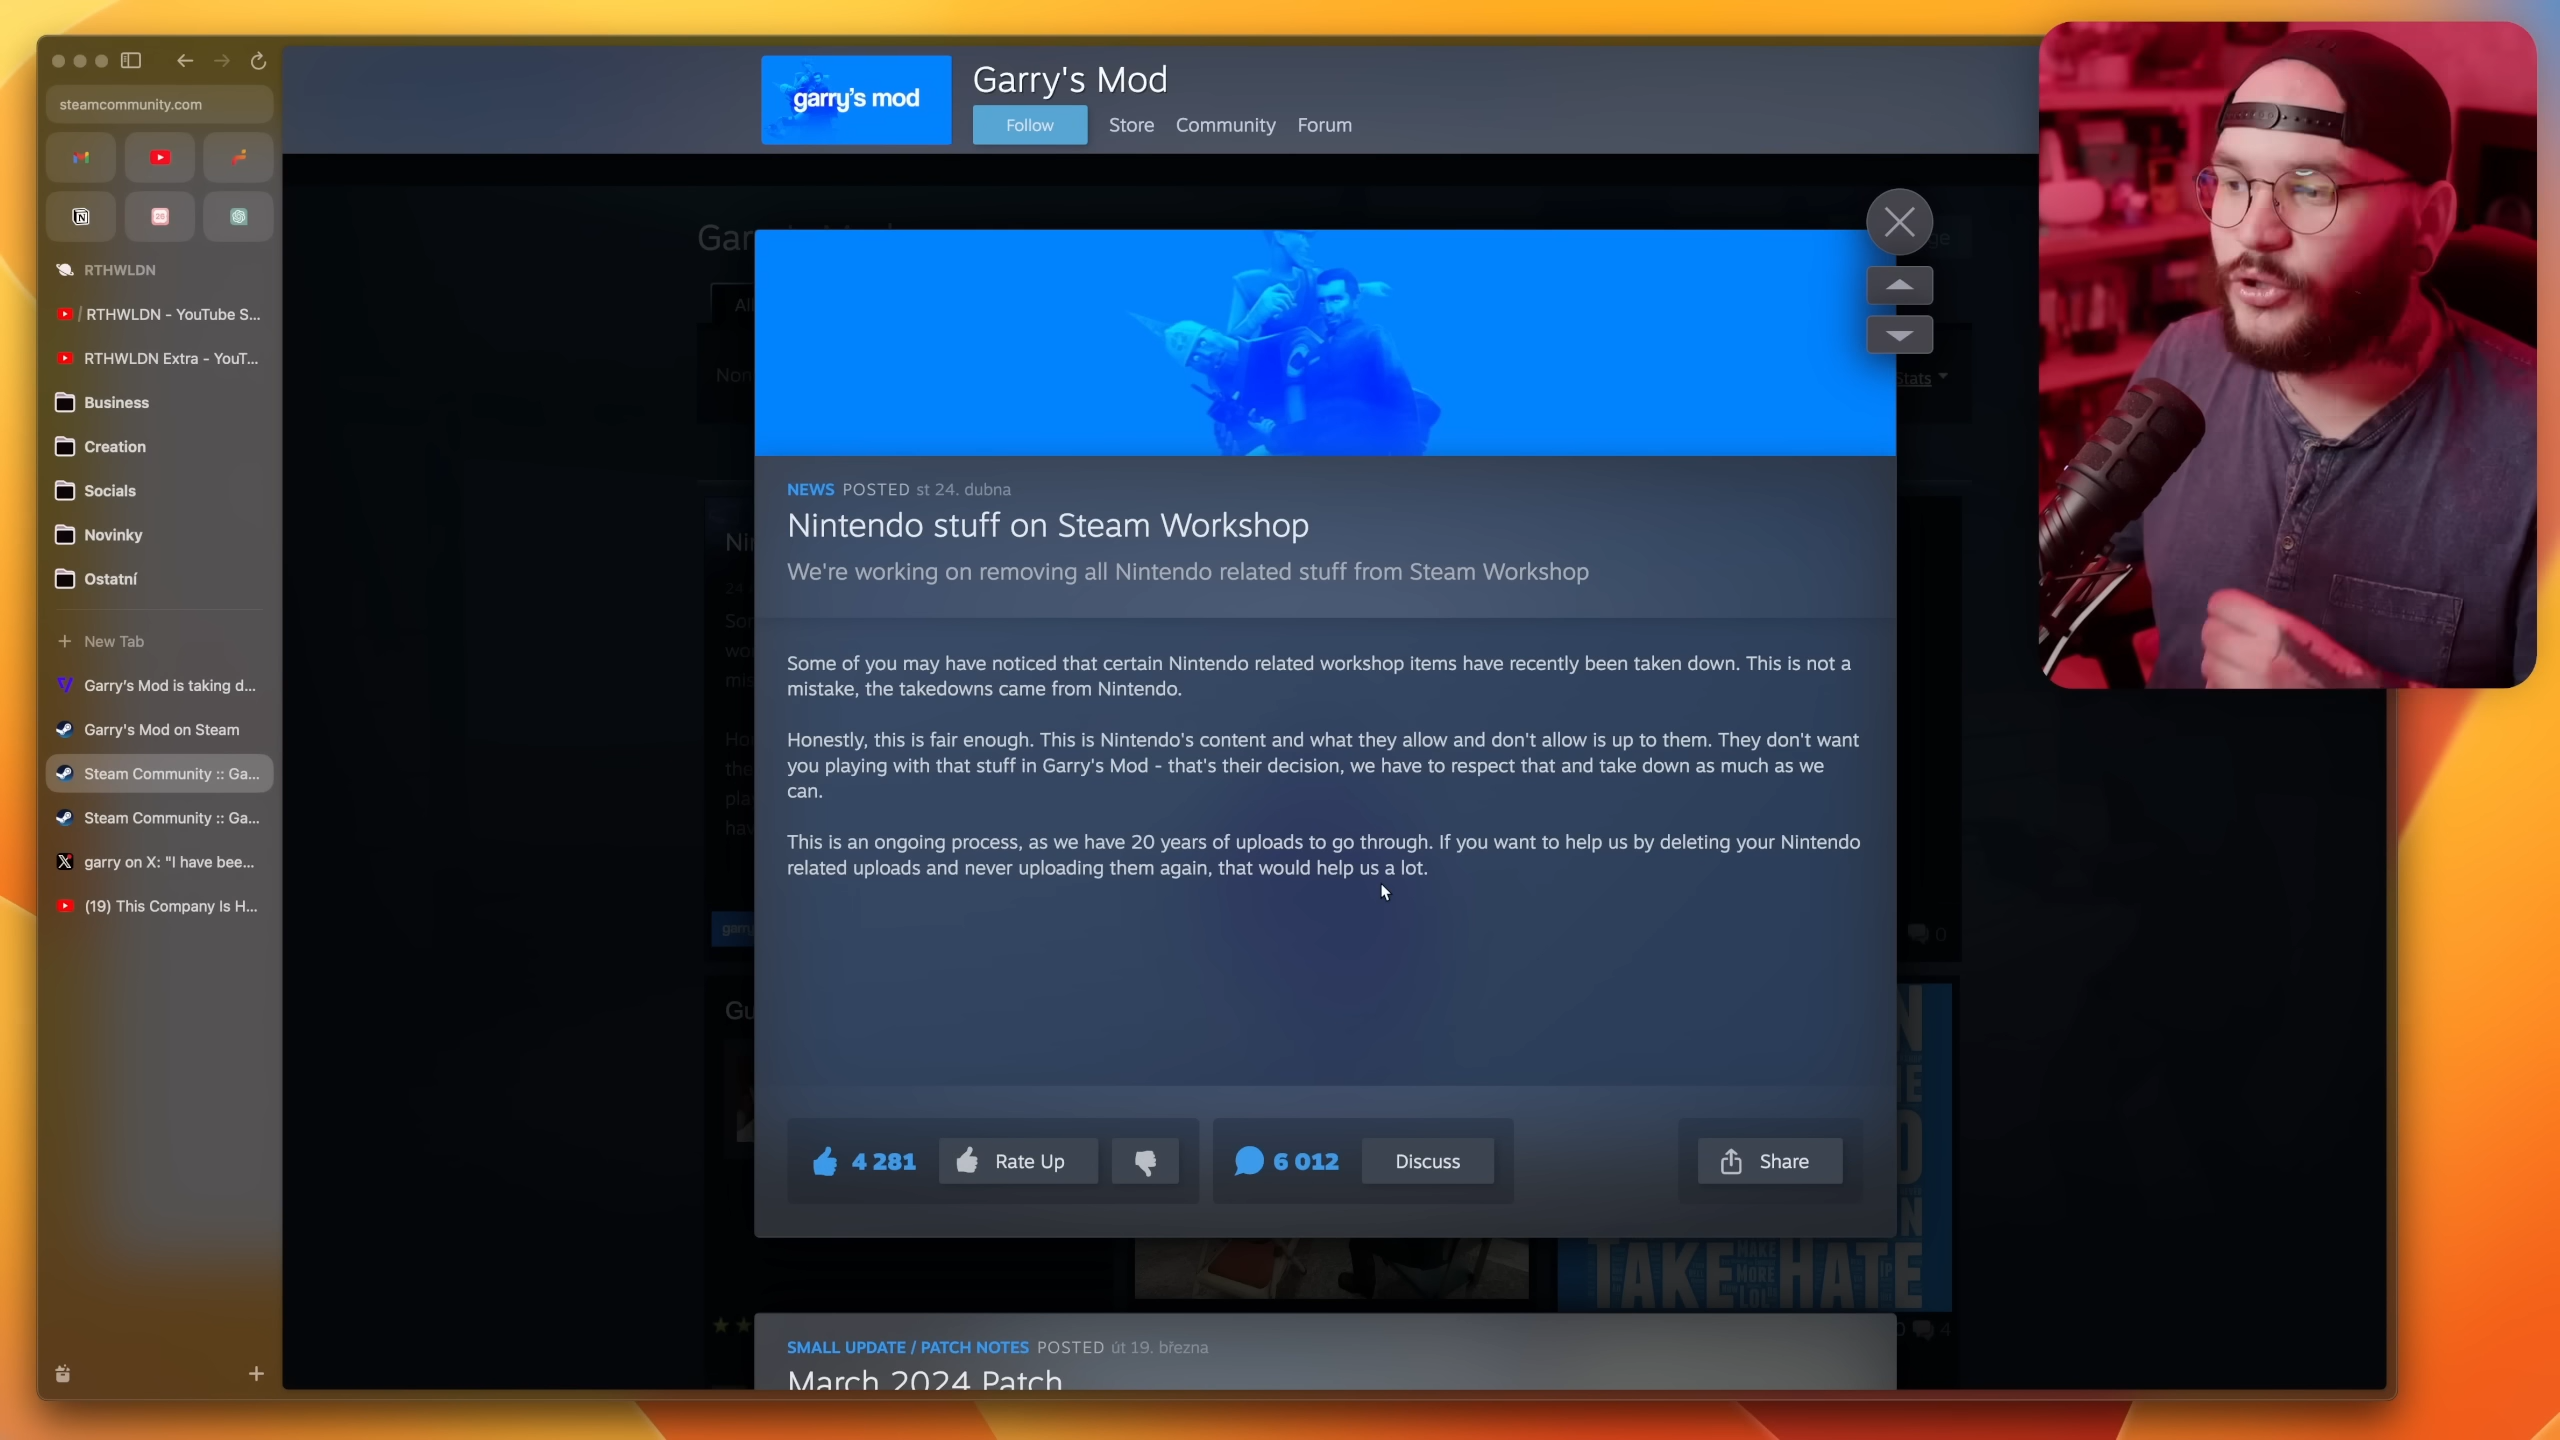 steamcommunity.com
RTHWLDN
/ RTHWLDN - YouTube S...
RTHWLDN Extra - YouT...
Business
Creation
Socials
Novinky
Ostatní
New Tab
Garry's Mod is taking d...
Garry's Mod on Steam
Steam Community :: Ga...
Steam Community :: Ga...
garry on X: "I have bee...
(19) This Company Is H...
garry's mod
Garry's Mod
Follow
Store
Community
Forum
Stats
NEWS POSTED st 24. dubna
Nintendo stuff on Steam Workshop
We're working on removing all Nintendo related stuff from Steam Workshop
Some of you may have noticed that certain Nintendo related workshop items have recently been taken down. This is not a
mistake, the takedowns came from Nintendo.
Honestly, this is fair enough. This is Nintendo's content and what they allow and don't allow is up to them. They don't want
you playing with that stuff in Garry's Mod - that's their decision, we have to respect that and take down as much as we
can.
This is an ongoing process, as we have 20 years of uploads to go through. If you want to help us by deleting your Nintendo
related uploads and never uploading them again, that would help us a lot.
0
4 281
Rate Up
6 012
Discuss
Share
TAKE MAKE MORE LOL HATE
4
SMALL UPDATE / PATCH NOTES POSTED út 19. března
March 2024 Patch